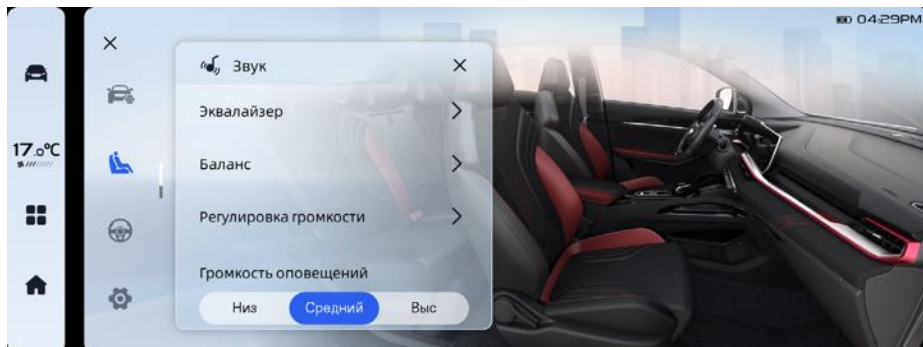 04:29PM
Звук
Эквалайзер
17.0°C
Баланс
Регулировка громкости
Громкость оповещений
Низ Средний Выс